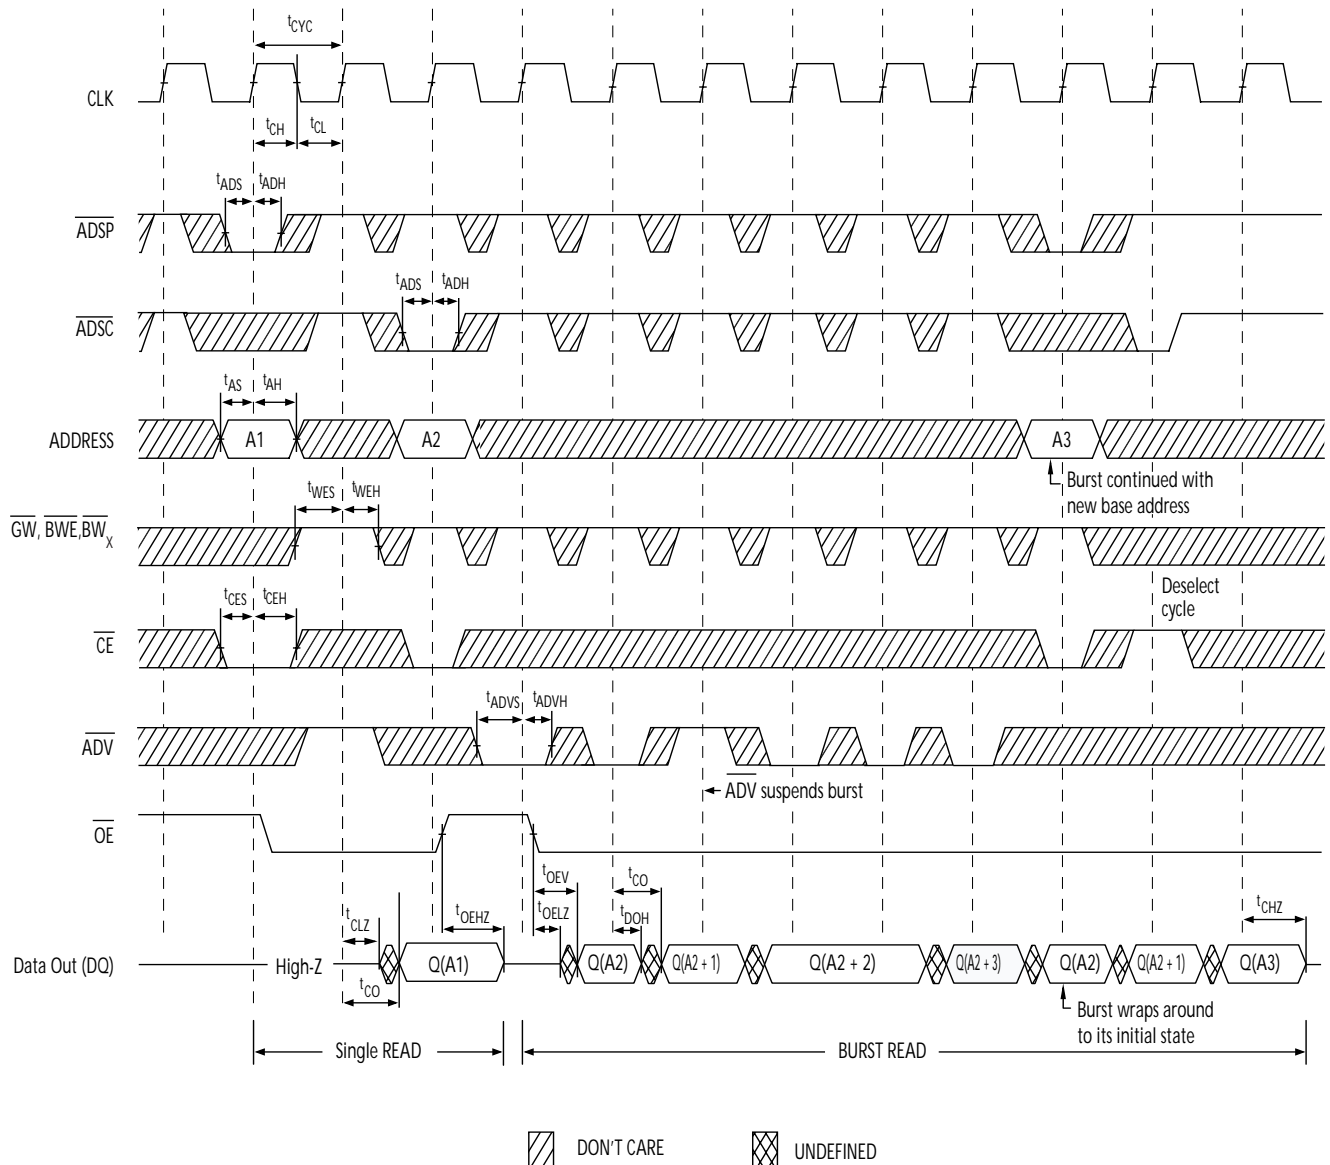 tCYC
CLK
tCH tCL
tADS tADH
ADSP
tADS tADH
ADSC
tAS tAH
ADDRESS A1 A2 A3
Burst continued with
new base address
tWES tWEH
GW, BWE,BWX
Deselect
cycle
tCES tCEH
CE
tADVS tADVH
ADV
ADV suspends burst
OE
tOEV tCO
tCLZ tOEHZ tOELZ tDOH tCHZ
Data Out (DQ) High-Z Q(A1) Q(A2) Q(A2 + 1) Q(A2 + 2) Q(A2 + 3) Q(A2) Q(A2 + 1) Q(A3)
tCO
Burst wraps around
to its initial state
Single READ BURST READ
DON'T CARE UNDEFINED